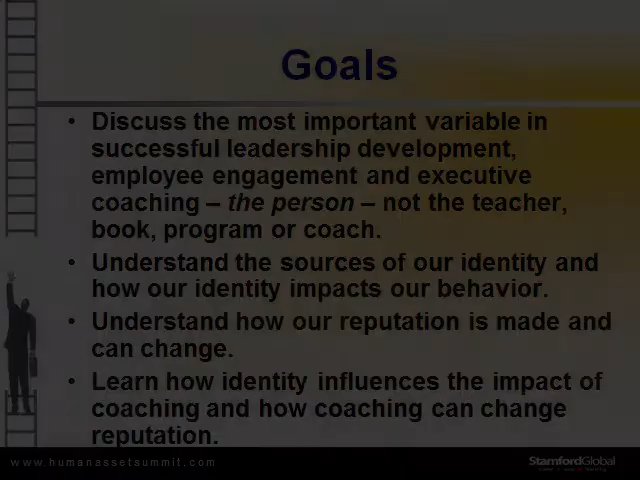 Goals
• Discuss the most important variable in
successful leadership development,
employee engagement and executive
coaching – the person – not the teacher,
book, program or coach.
• Understand the sources of our identity and
how our identity impacts our behavior.
• Understand how our reputation is made and
can change.
• Learn how identity influences the impact of
coaching and how coaching can change
reputation.
www.humanassetsummit.com
StamfordGlobal